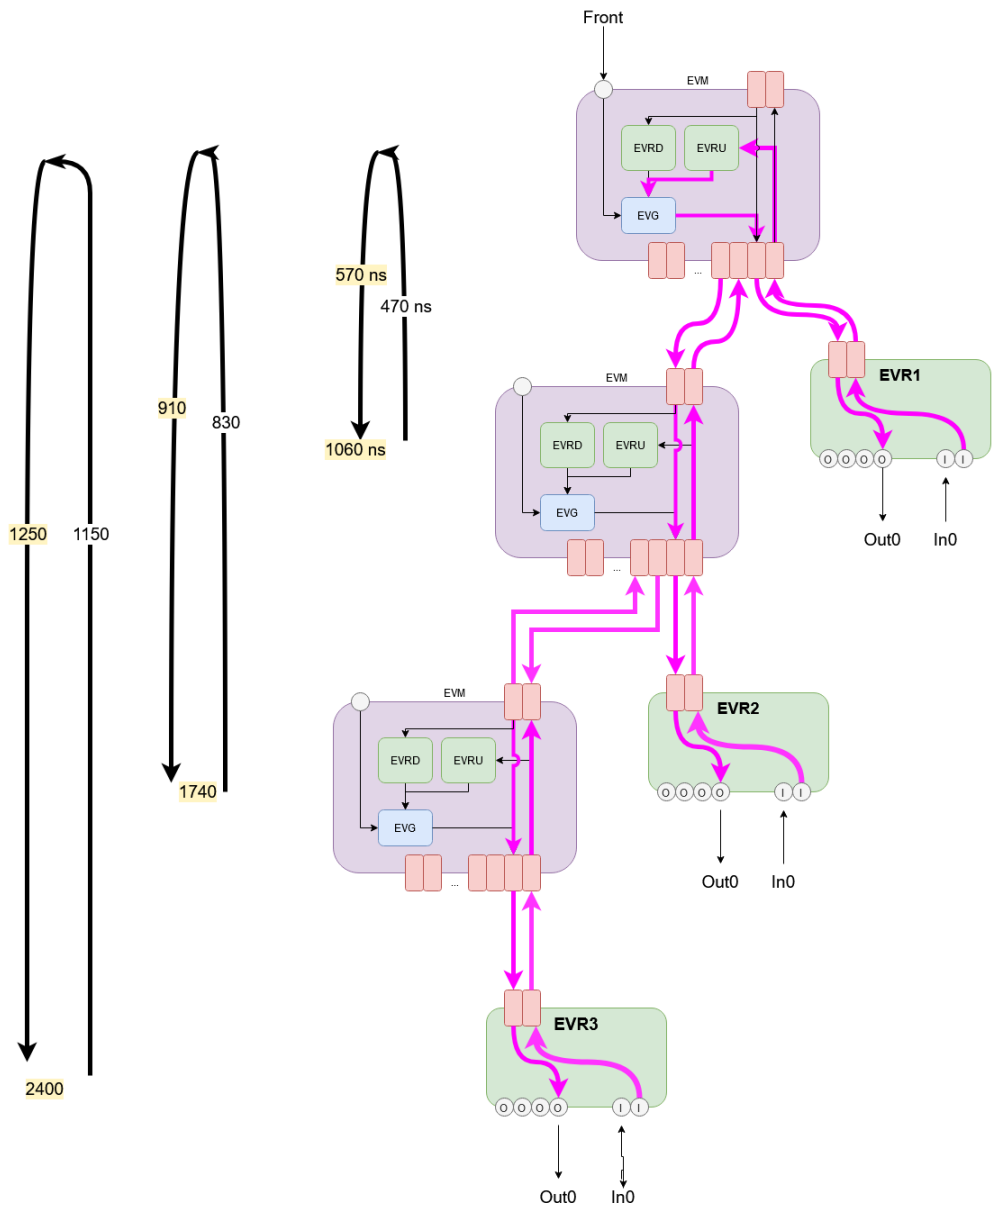 Front
EVM
EVRD
EVRU
EVG
...
570 ns
470 ns
EVR1
EVM
910
830
EVRD
EVRU
1060 ns
O O O O
I I
EVG
1250
1150
Out0
In0
...
EVM
EVR2
EVRD
EVRU
1740
O O O O
I I
EVG
Out0
In0
...
EVR3
2400
O O O O
I I
Out0
In0